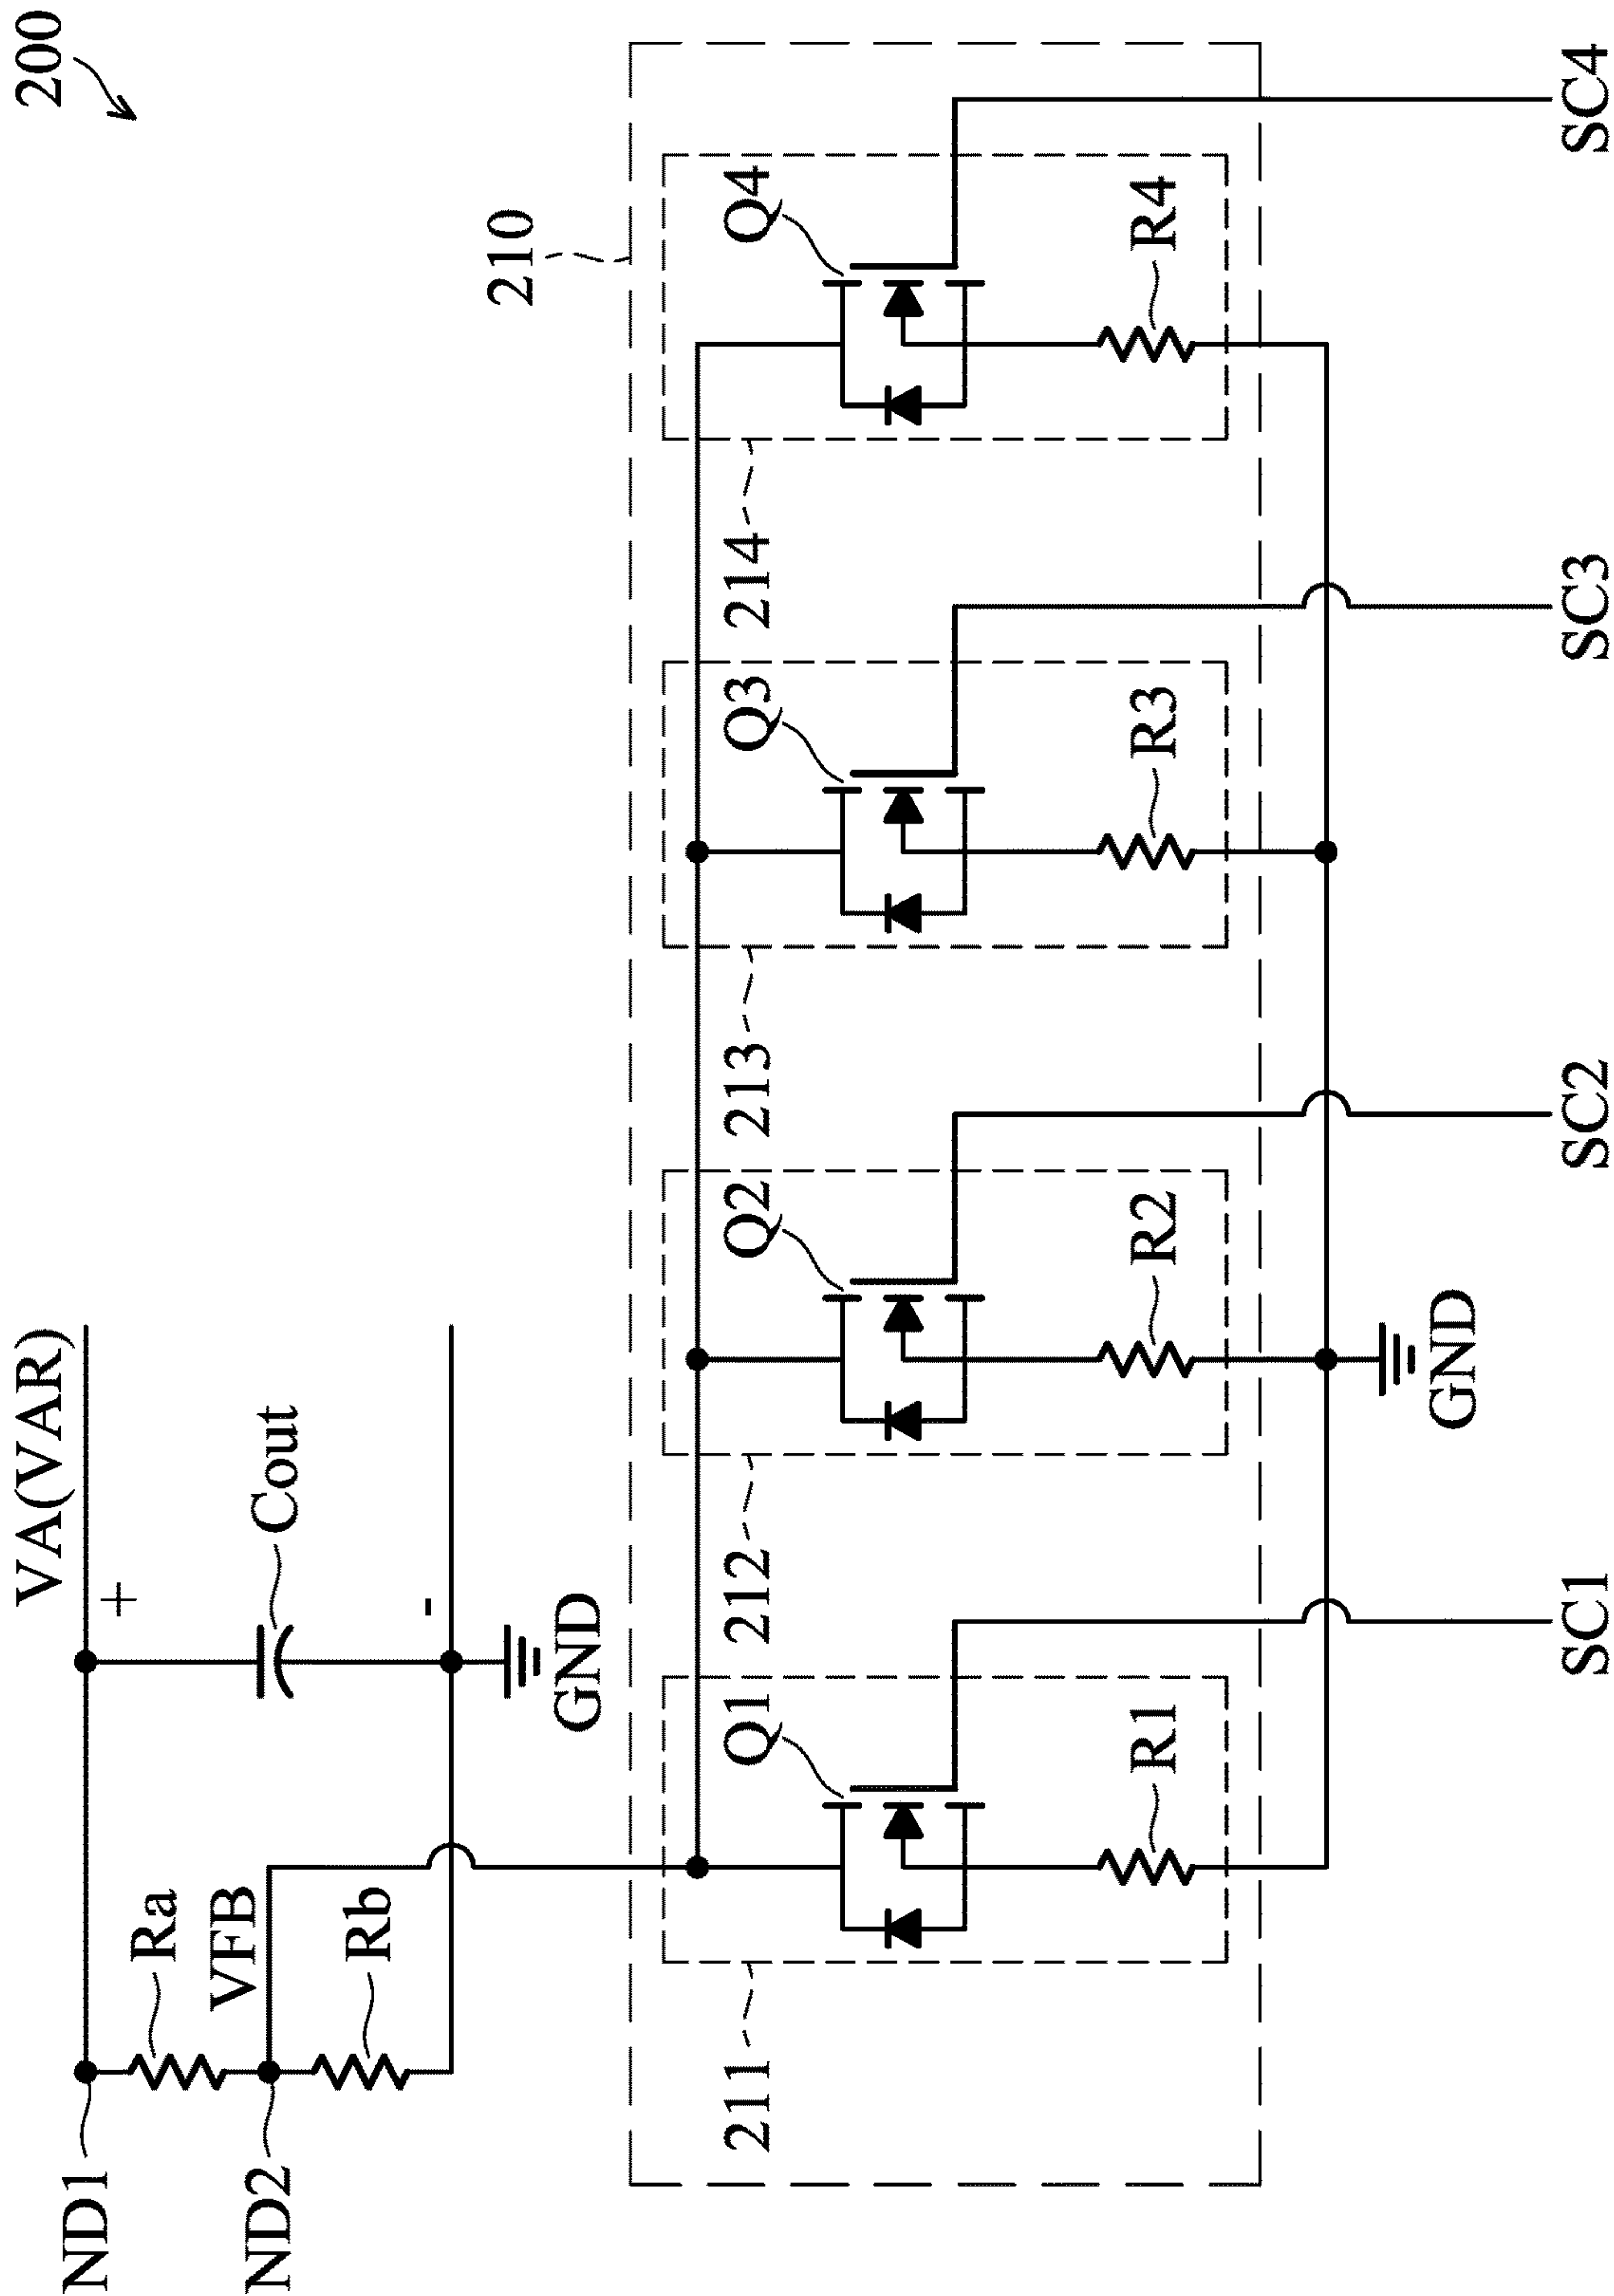 200
VA(VAR)
+
Cout
-
GND
ND1
Ra
VFB
Rb
ND2
210
Q1
Q2
Q3
Q4
211
212
213
214
R1
R2
R3
R4
GND
SC1
SC2
SC3
SC4